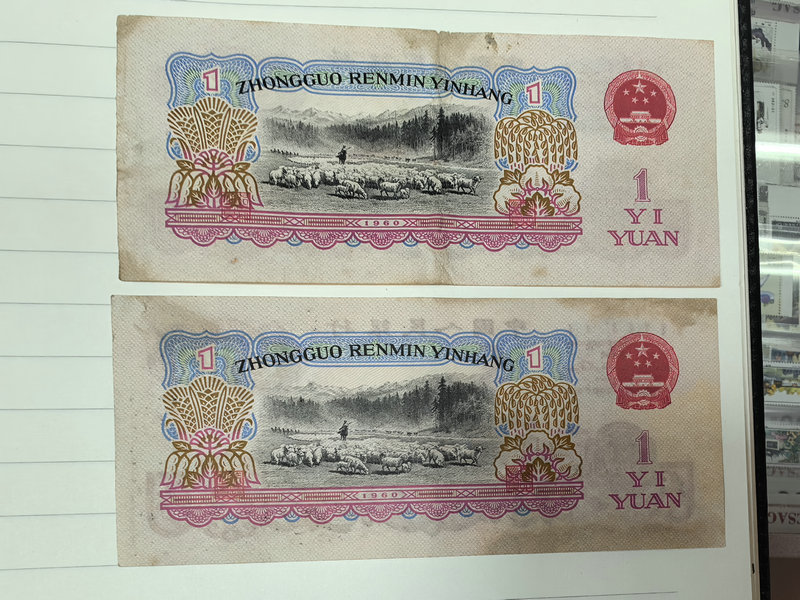 1 ZHONGGUO RENMIN YINHANG 1
1960
1
YI
YUAN
1 ZHONGGUO RENMIN YINHANG 1
1960
1
YI
YUAN